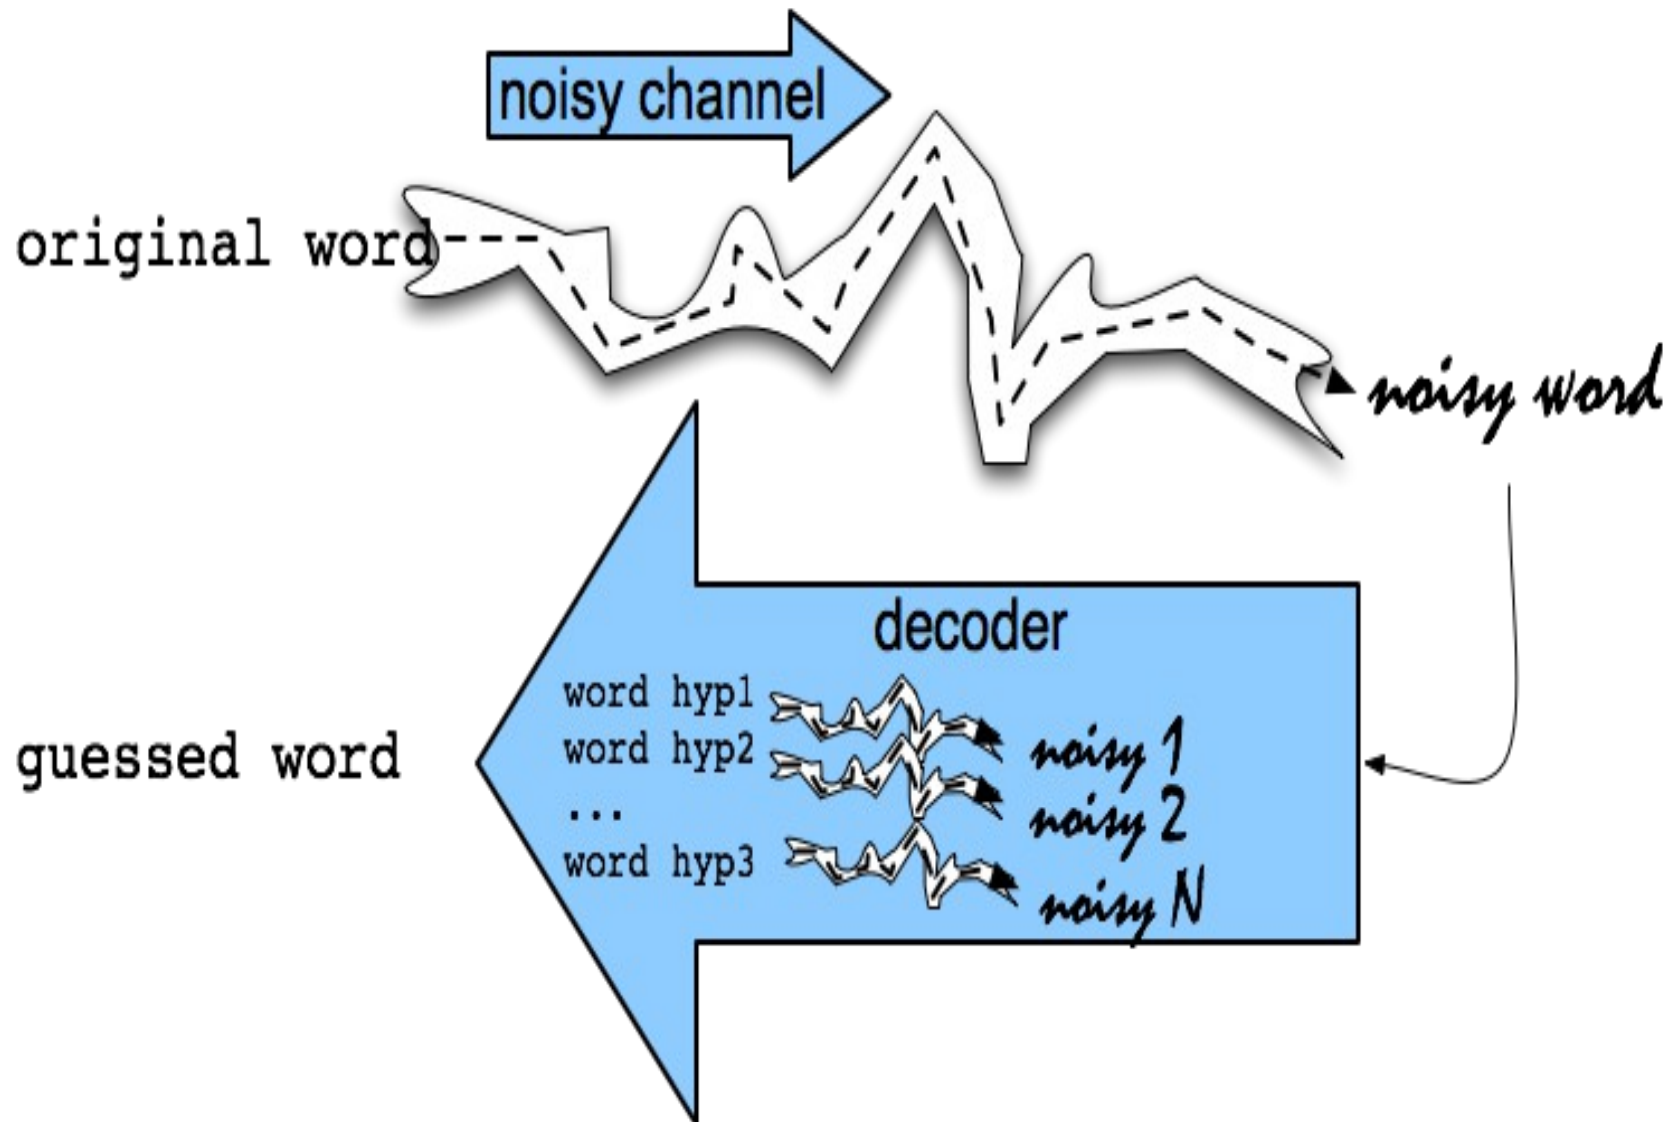 noisy channel
original word
noisy word
decoder
word hyp1
noisy 1
word hyp2
noisy 2
...
word hyp3
noisy N
guessed word